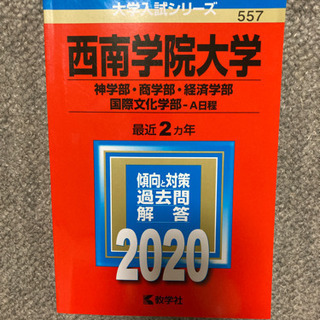 大学入試シリーズ
557
西南学院大学
神学部・商学部・経済学部
国際文化学部－A日程
最近2カ年
傾向と対策
過去問
解答
2020
教学社